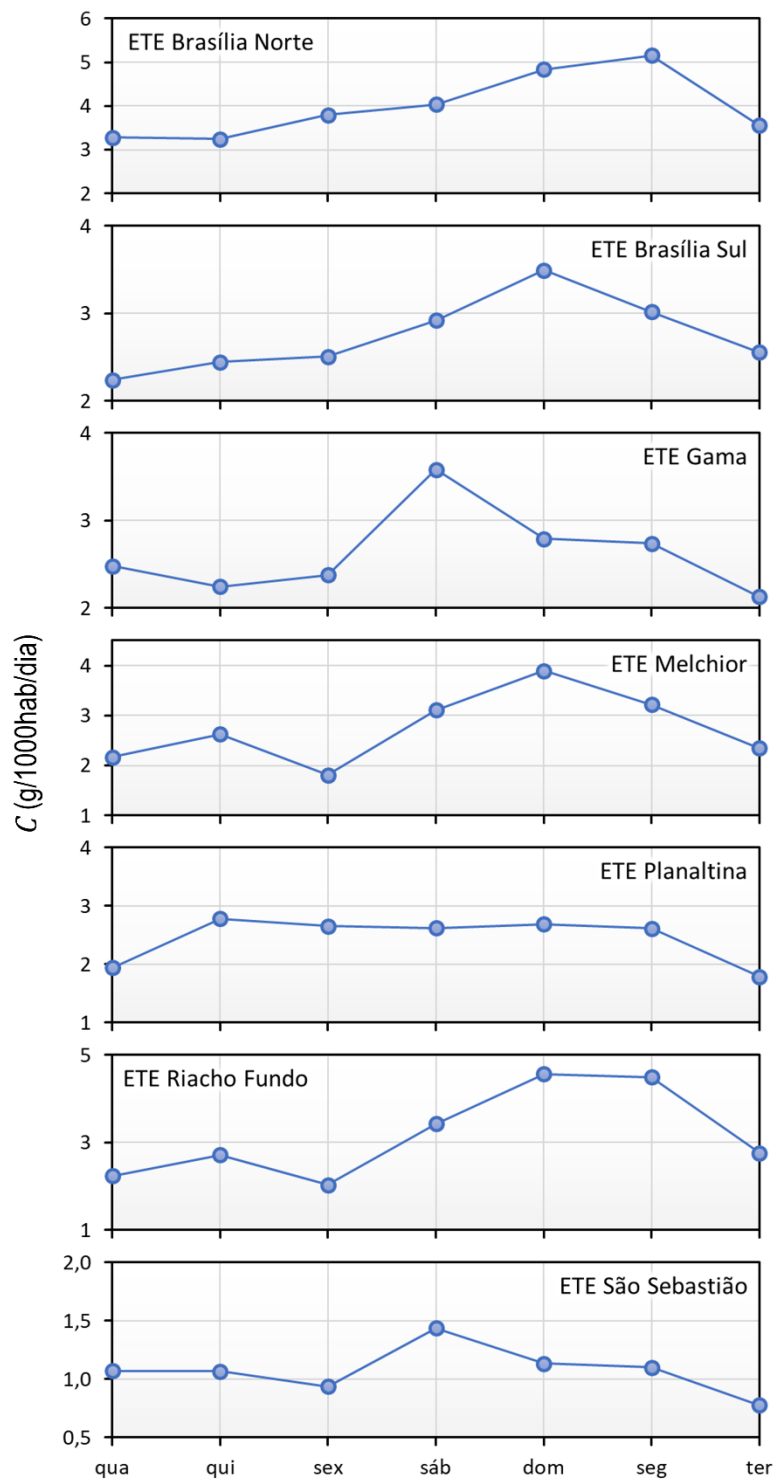 C (g/1000hab/dia)
ETE Brasília Norte
6
5
4
3
2
ETE Brasília Sul
4
3
2
ETE Gama
4
3
2
ETE Melchior
4
3
2
1
ETE Planaltina
4
3
2
1
ETE Riacho Fundo
5
3
1
ETE São Sebastião
2,0
1,5
1,0
0,5
qua qui sex sáb dom seg ter